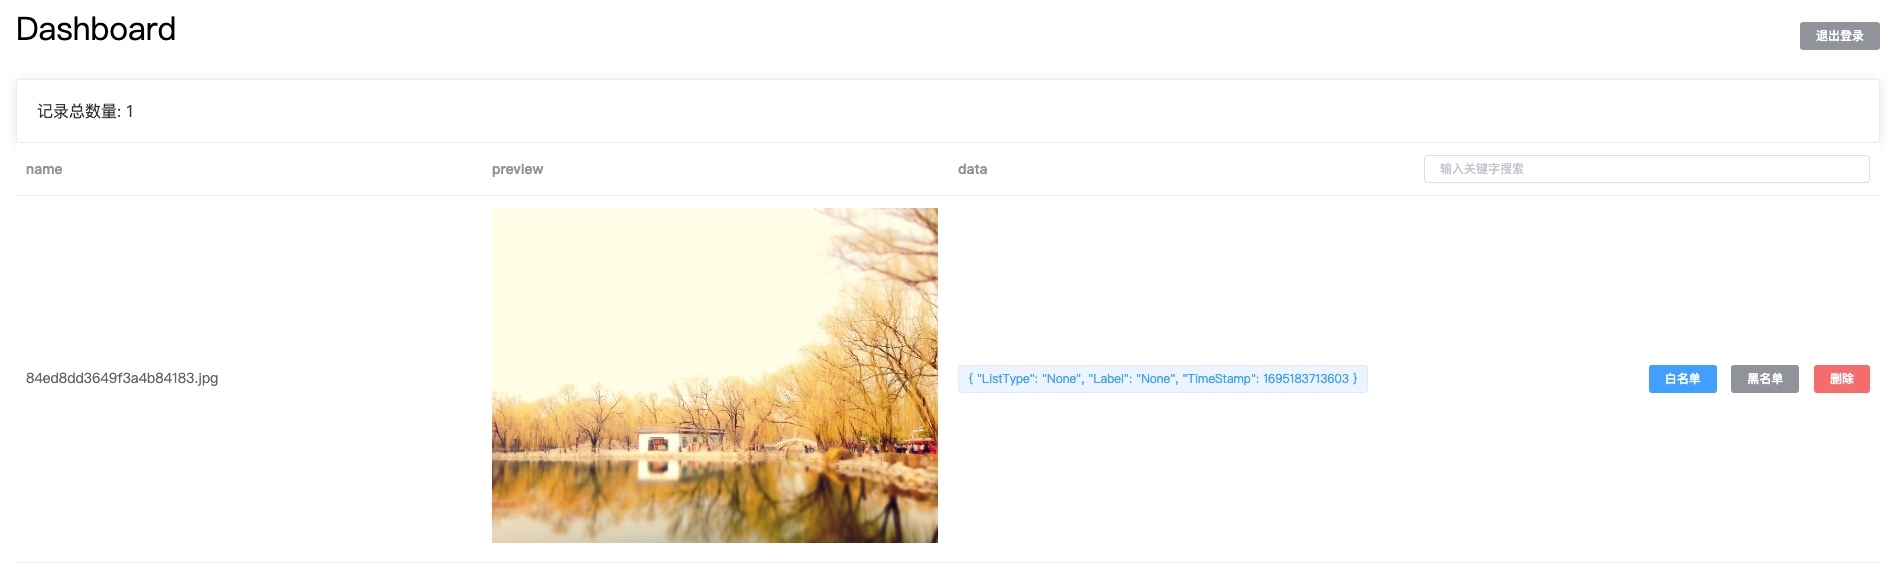 Dashboard
退出登录
记录总数量: 1
name
preview
data
输入关键字搜索
84ed8dd3649f3a4b84183.jpg
{ "ListType": "None", "Label": "None", "TimeStamp": 1695183713603 }
白名单
黑名单
删除